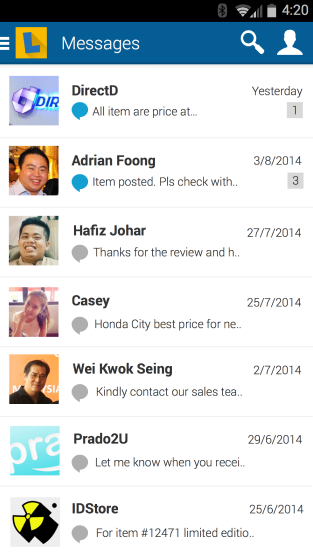 4:20
L
Messages
DirectD
Yesterday
DIR
All item are price at...
1
Adrian Foong
3/8/2014
Item posted. Pls check with..
3
Hafiz Johar
27/7/2014
Thanks for the review and h..
Casey
25/7/2014
Honda City best price for ne..
Wei Kwok Seing
2/7/2014
Kindly contact our sales tea..
Prado2U
29/6/2014
pra
Let me know when you recei..
IDStore
25/6/2014
For item #12471 limited editio..